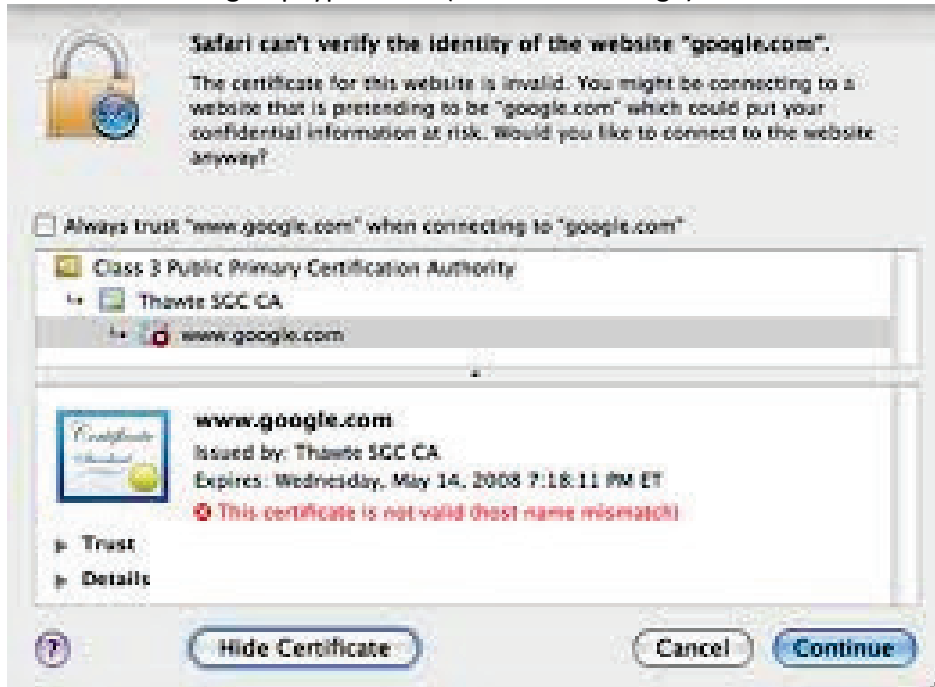 Safari can't verify the identity of the website "google.com".
The certificate for this website is invalid. You might be connecting to a
website that is pretending to be "google.com" which could put your
confidential information at risk. Would you like to connect to the website
anyway?
Always trust "www.google.com" when connecting to "google.com"
Class 3 Public Primary Certification Authority
Thawte SGC CA
www.google.com
Certificate
www.google.com
Issued by: Thawte SGC CA
Expires: Wednesday, May 14, 2008 7:18:11 PM ET
This certificate is not valid (host name mismatch)
Trust
Details
?
Hide Certificate
Cancel
Continue